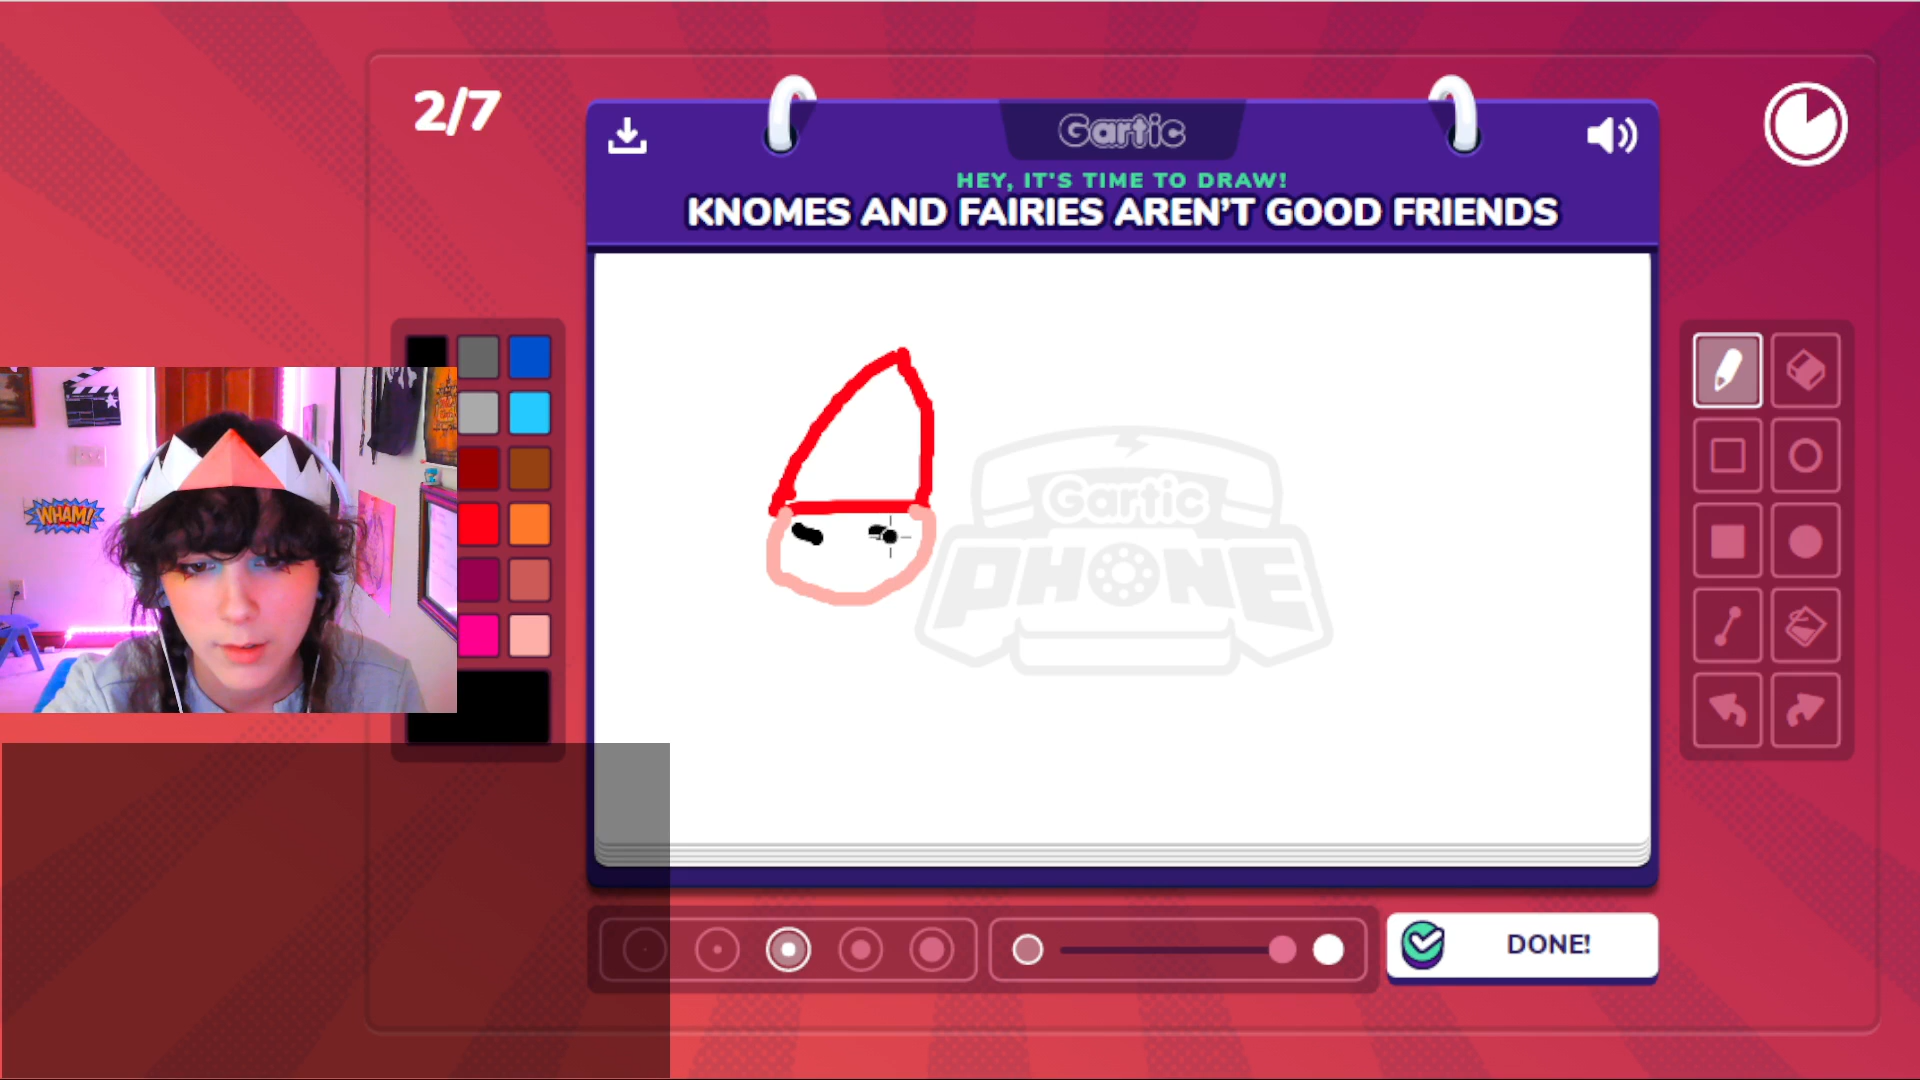 2/7
Gartic
HEY, IT'S TIME TO DRAW!
KNOMES AND FAIRIES AREN'T GOOD FRIENDS
Gartic
PHONE
WHAM!
DONE!